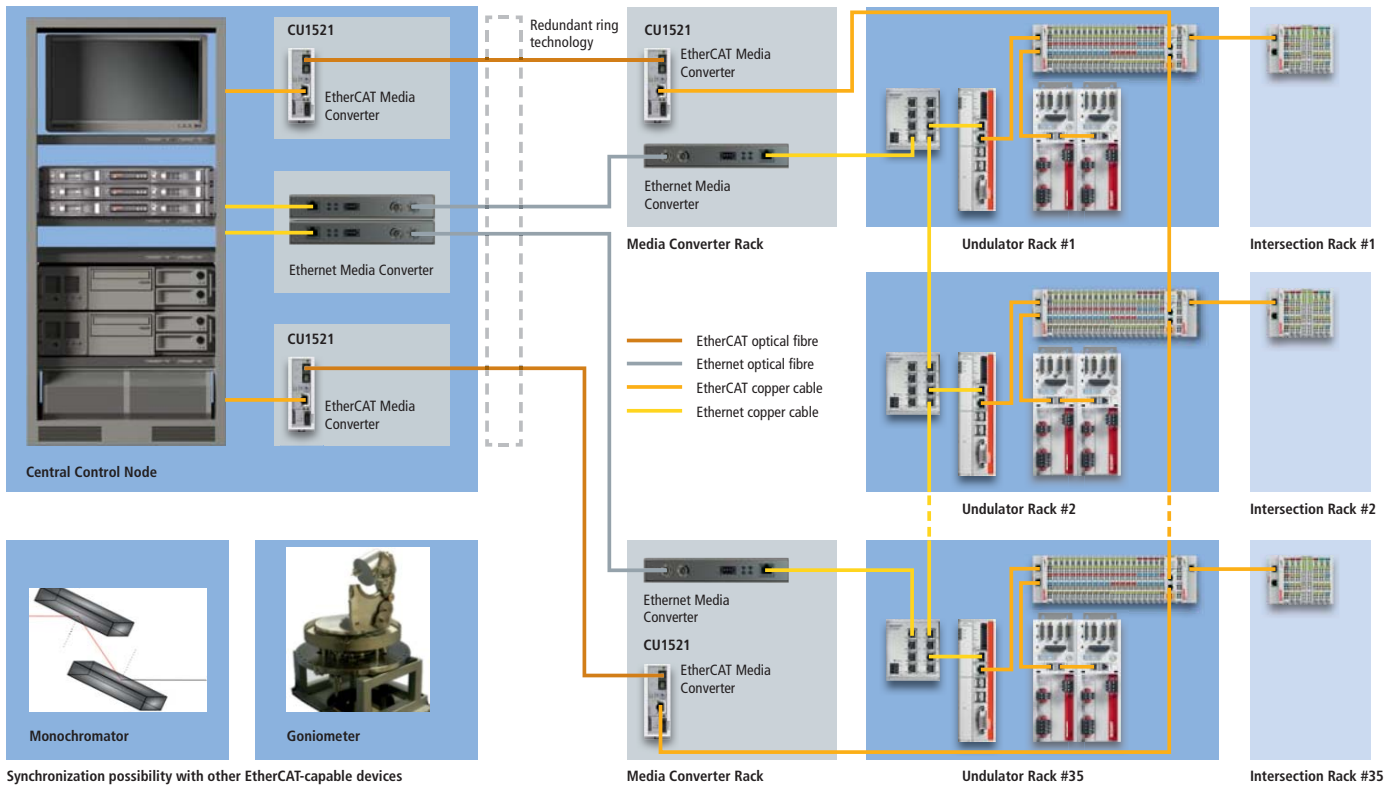 CU1521
EtherCAT Media
Converter
Redundant ring
technology
CU1521
EtherCAT Media
Converter
Ethernet Media
Converter
Media Converter Rack
Undulator Rack #1
Intersection Rack #1
Ethernet Media Converter
CU1521
EtherCAT Media
Converter
Central Control Node
EtherCAT optical fibre
Ethernet optical fibre
EtherCAT copper cable
Ethernet copper cable
Undulator Rack #2
Intersection Rack #2
Monochromator
Goniometer
Synchronization possibility with other EtherCAT-capable devices
Ethernet Media
Converter
CU1521
EtherCAT Media
Converter
Media Converter Rack
Undulator Rack #35
Intersection Rack #35